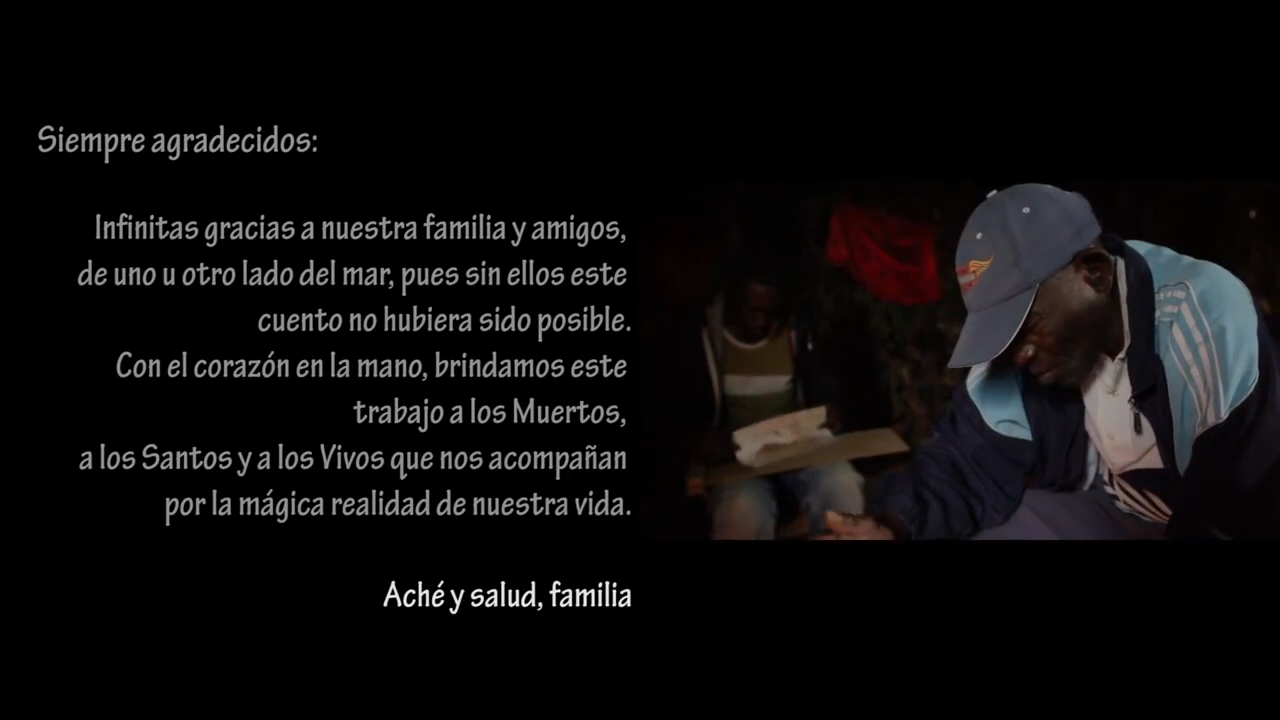 Siempre agradecidos:
Infinitas gracias a nuestra familia y amigos,
de uno u otro lado del mar, pues sin ellos este
cuento no hubiera sido posible.
Con el corazón en la mano, brindamos este
trabajo a los Muertos,
a los Santos y a los Vivos que nos acompañan
por la mágica realidad de nuestra vida.
Aché y salud, familia